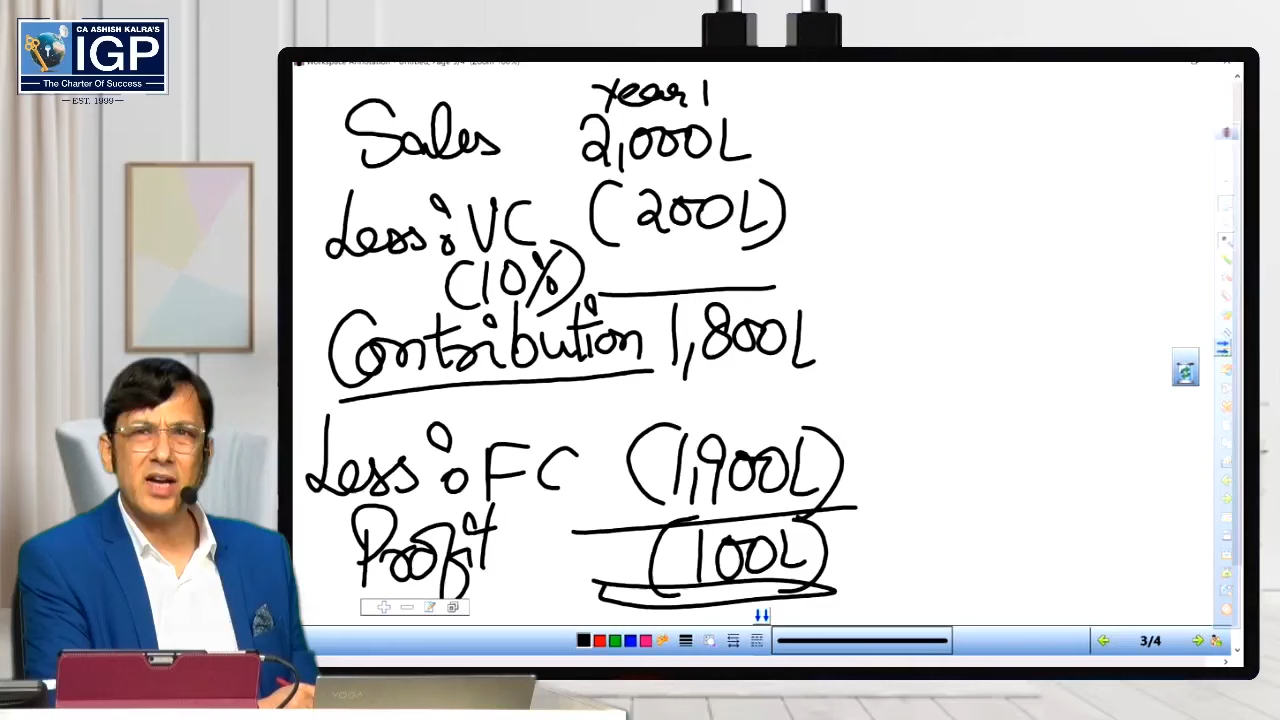 CA ASHISH KALRA'S
IGP
The Charter Of Success
EST. 1999
year 1
Sales 2,000L
Less: VC (200L)
(10%)
Contribution 1,800L
Less: FC (1,900L)
Profit (100L)
3/4
YOGA